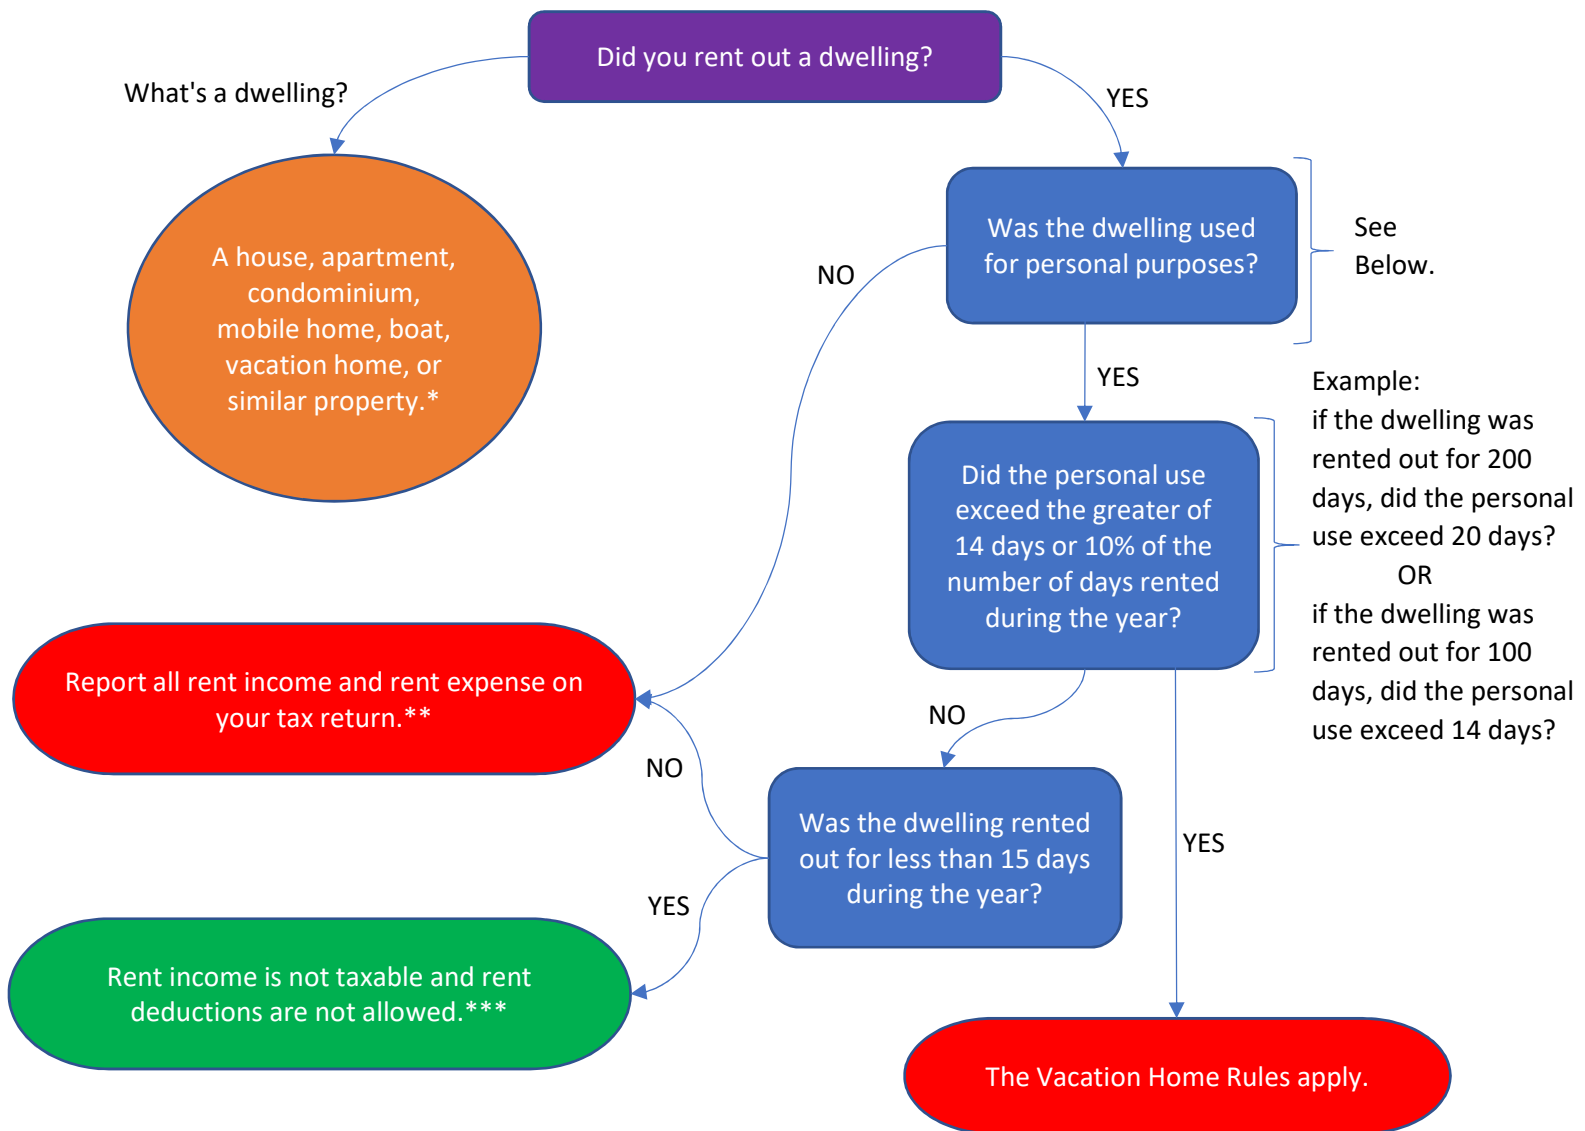 Did you rent out a dwelling?
What's a dwelling?
YES
A house, apartment,
condominium,
mobile home, boat,
vacation home, or
similar property.*
Was the dwelling used
for personal purposes?
See
Below.
NO
YES
Did the personal use
exceed the greater of
14 days or 10% of the
number of days rented
during the year?
Example:
if the dwelling was
rented out for 200
days, did the personal
use exceed 20 days?
OR
if the dwelling was
rented out for 100
days, did the personal
use exceed 14 days?
Report all rent income and rent expense on
your tax return.**
NO
NO
Was the dwelling rented
out for less than 15 days
during the year?
YES
YES
Rent income is not taxable and rent
deductions are not allowed.***
The Vacation Home Rules apply.